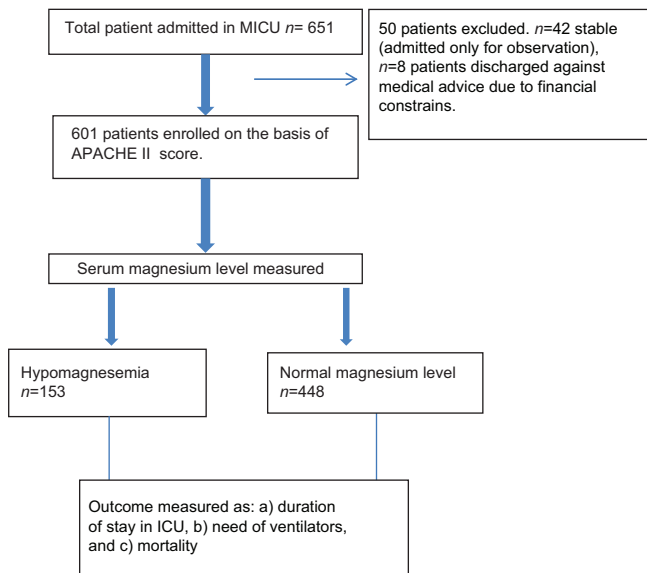 Total patient admitted in MICU n= 651
50 patients excluded. n=42 stable
(admitted only for observation),
n=8 patients discharged against
medical advice due to financial
constrains.
601 patients enrolled on the basis of
APACHE II score.
Serum magnesium level measured
Hypomagnesemia
n=153
Normal magnesium level
n=448
Outcome measured as: a) duration
of stay in ICU, b) need of ventilators,
and c) mortality